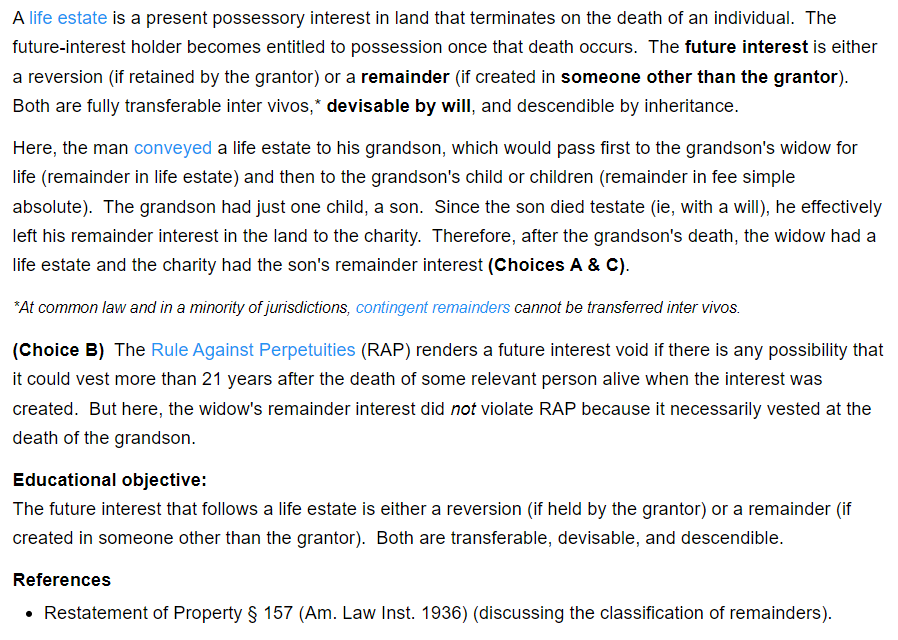 A life estate is a present possessory interest in land that terminates on the death of an individual. The
future-interest holder becomes entitled to possession once that death occurs. The future interest is either
a reversion (if retained by the grantor) or a remainder (if created in someone other than the grantor).
Both are fully transferable inter vivos,* devisable by will, and descendible by inheritance.
Here, the man conveyed a life estate to his grandson, which would pass first to the grandson's widow for
life (remainder in life estate) and then to the grandson's child or children (remainder in fee simple
absolute). The grandson had just one child, a son. Since the son died testate (ie, with a will), he effectively
left his remainder interest in the land to the charity. Therefore, after the grandson's death, the widow had a
life estate and the charity had the son's remainder interest (Choices A & C).
*At common law and in a minority of jurisdictions, contingent remainders cannot be transferred inter vivos.
(Choice B) The Rule Against Perpetuities (RAP) renders a future interest void if there is any possibility that
it could vest more than 21 years after the death of some relevant person alive when the interest was
created. But here, the widow's remainder interest did not violate RAP because it necessarily vested at the
death of the grandson.
Educational objective:
The future interest that follows a life estate is either a reversion (if held by the grantor) or a remainder (if
created in someone other than the grantor). Both are transferable, devisable, and descendible.
References
• Restatement of Property § 157 (Am. Law Inst. 1936) (discussing the classification of remainders).